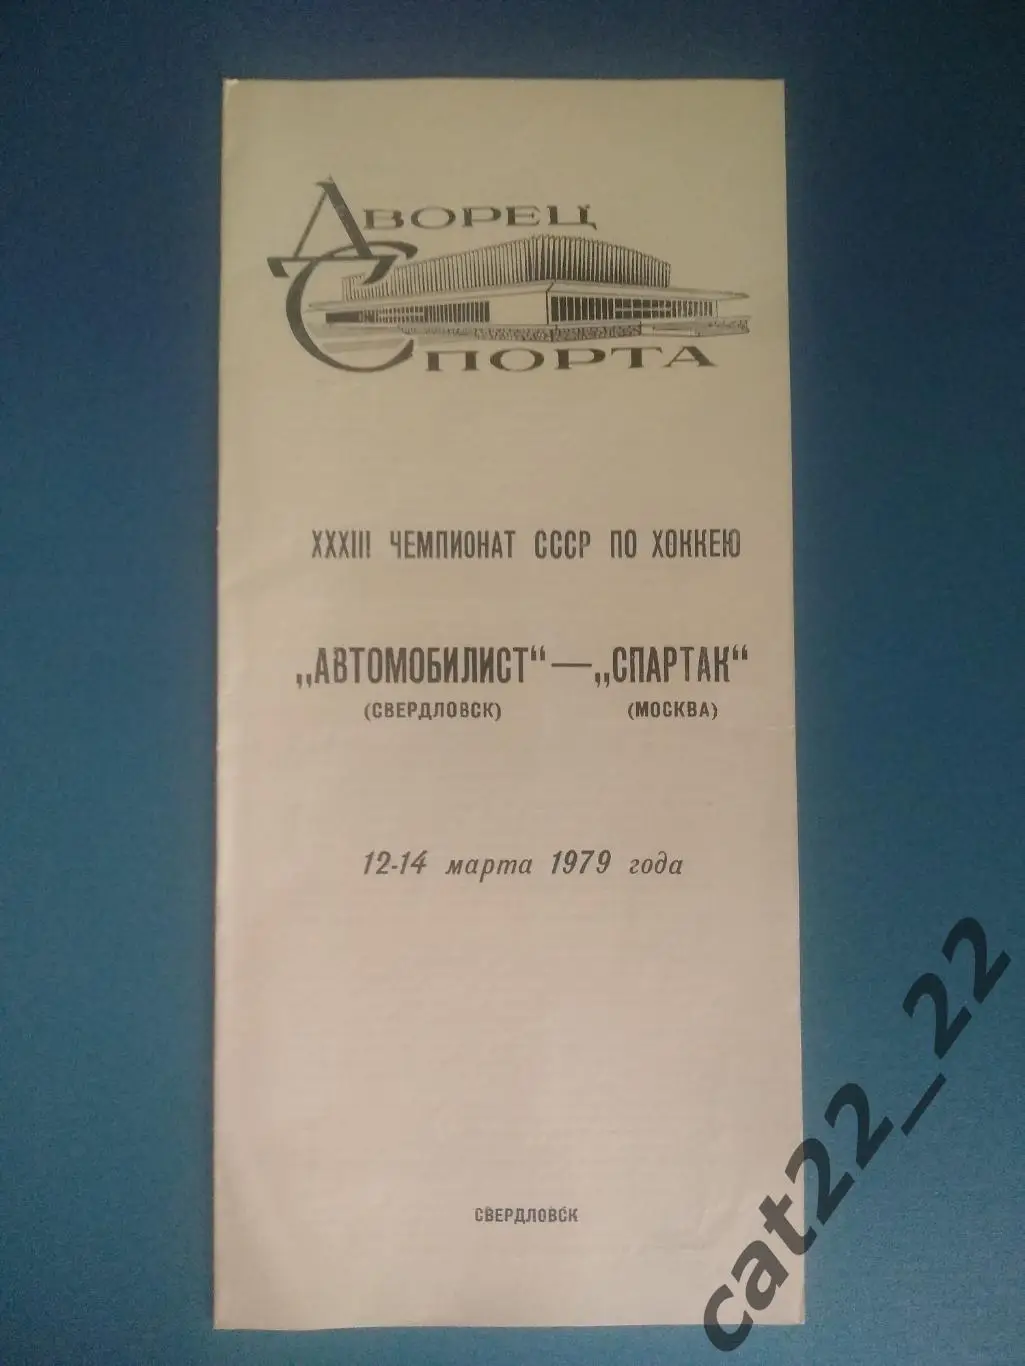 ДВОРЕЦ
СПОРТА
XXXIII ЧЕМПИОНАТ СССР ПО ХОККЕЮ
„АВТОМОБИЛИСТ“ — „СПАРТАК“
(СВЕРДЛОВСК) (МОСКВА)
12-14 марта 1979 года
СВЕРДЛОВСК
cat22_22